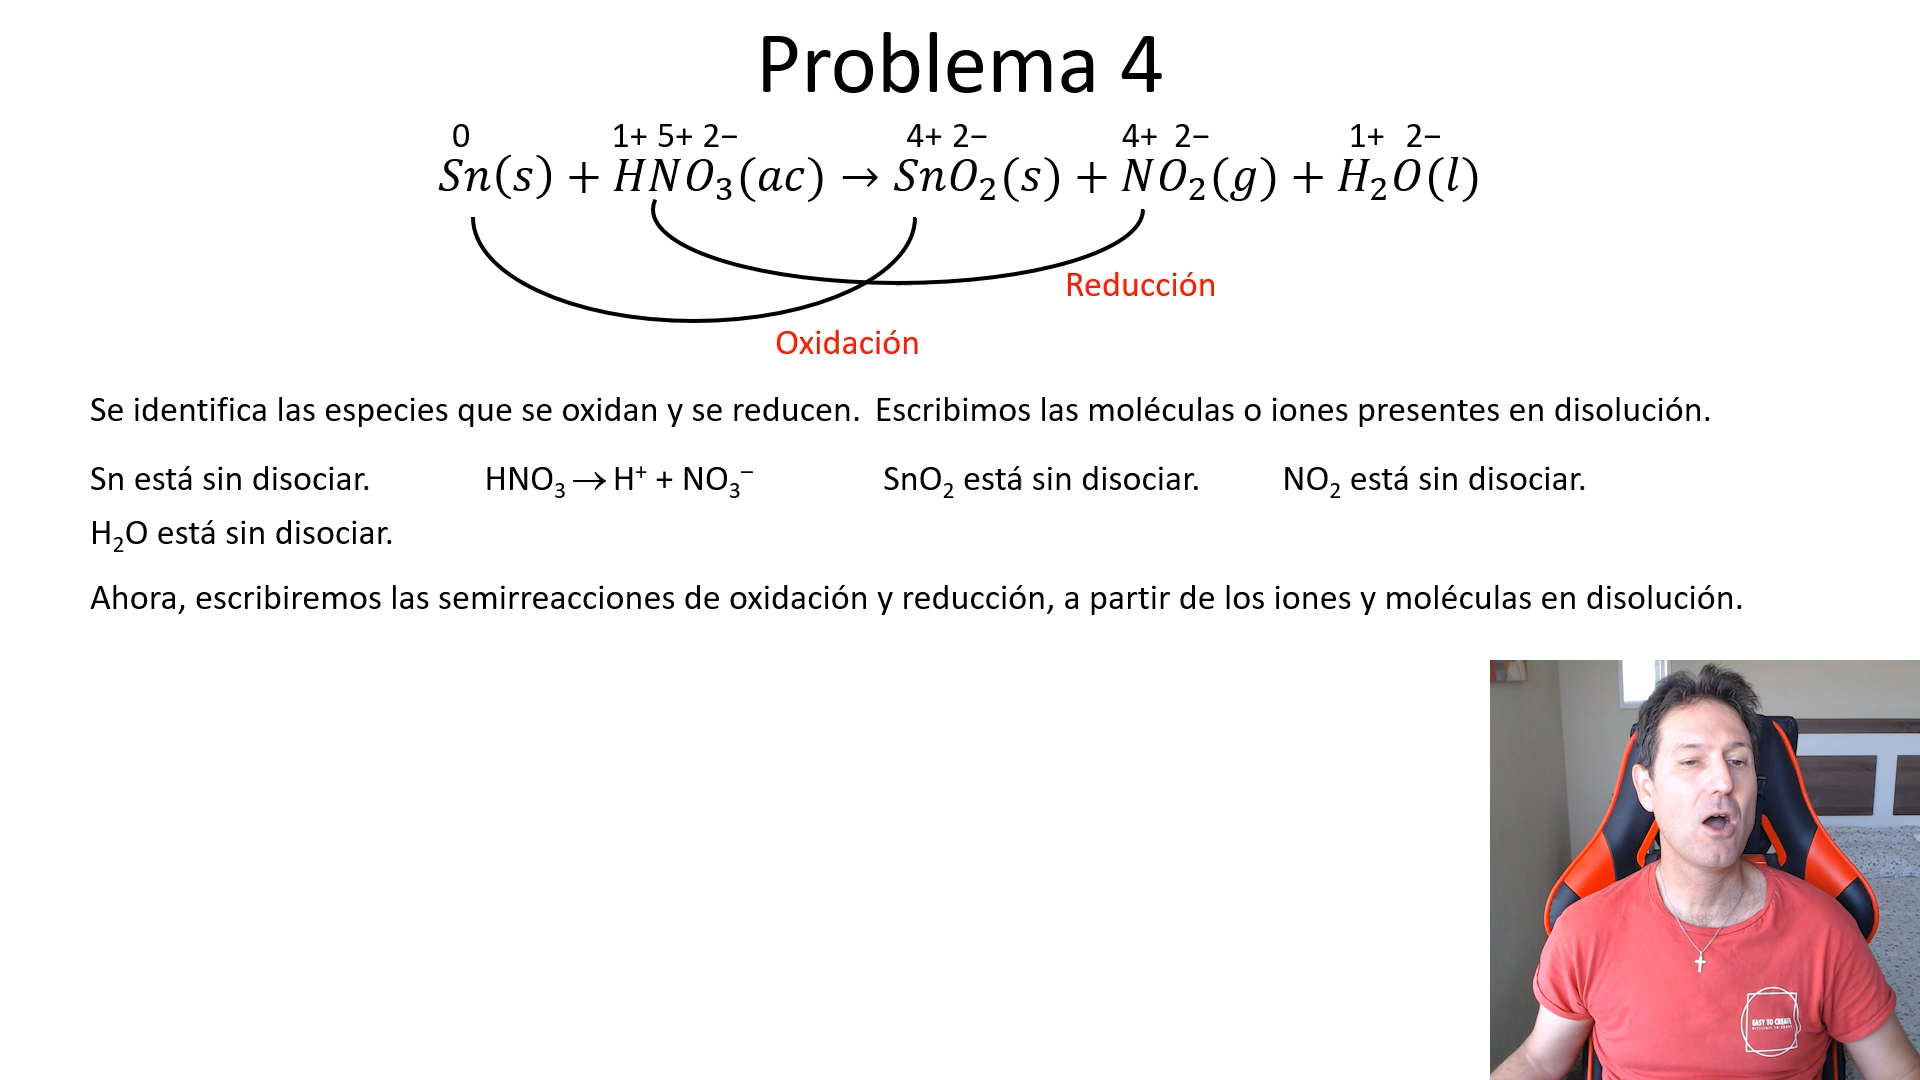 Problema 4
0 1+ 5+ 2− 4+ 2− 4+ 2− 1+ 2−
Sn(s) + HNO₃(ac) → SnO₂(s) + NO₂(g) + H₂O(l)
Reducción
Oxidación
Se identifica las especies que se oxidan y se reducen. Escribimos las moléculas o iones presentes en disolución.
Sn está sin disociar. HNO₃ → H⁺ + NO₃⁻ SnO₂ está sin disociar. NO₂ está sin disociar.
H₂O está sin disociar.
Ahora, escribiremos las semirreacciones de oxidación y reducción, a partir de los iones y moléculas en disolución.
EASY TO CREATE